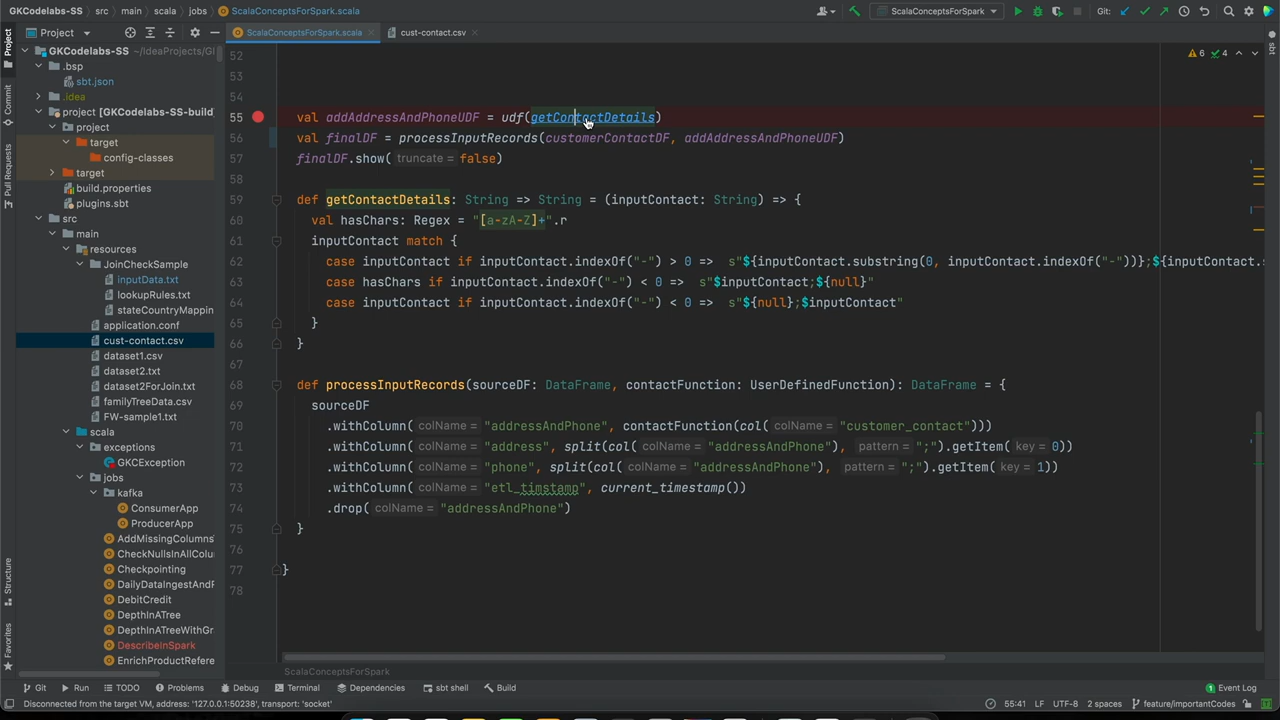 GKCodelabs-SS › src › main › scala › jobs › ScalaConceptsForSpark.scala
ScalaConceptsForSpark
Git:
Project
ScalaConceptsForSpark.scala
cust-contact.csv
GKCodelabs-SS ~/IdeaProjects/GI
.bsp
sbt.json
.idea
project [GKCodelabs-SS-build]
project
target
config-classes
target
build.properties
plugins.sbt
src
main
resources
JoinCheckSample
inputData.txt
lookupRules.txt
stateCountryMappin
application.conf
cust-contact.csv
dataset1.csv
dataset2.txt
dataset2ForJoin.txt
familyTreeData.csv
FW-sample1.txt
scala
exceptions
GKCException
jobs
kafka
ConsumerApp
ProducerApp
AddMissingColumns
CheckNullsInAllColu
Checkpointing
DailyDataIngestAndF
DebitCredit
DepthInATree
DepthInATreeWithGr
DescribeInSpark
EnrichProductRefere
Project
Commit
Pull Requests
Structure
Favorites
sbt
6 4
52
53
54
55 val addAddressAndPhoneUDF = udf(getContactDetails)
56 val finalDF = processInputRecords(customerContactDF, addAddressAndPhoneUDF)
57 finalDF.show( truncate = false)
58
59 def getContactDetails: String => String = (inputContact: String) => {
60 val hasChars: Regex = "[a-zA-Z]+".r
61 inputContact match {
62 case inputContact if inputContact.indexOf("-") > 0 => s"${inputContact.substring(0, inputContact.indexOf("-"))};${inputContact.s
63 case hasChars if inputContact.indexOf("-") < 0 => s"$inputContact;${null}"
64 case inputContact if inputContact.indexOf("-") < 0 => s"${null};$inputContact"
65 }
66 }
67
68 def processInputRecords(sourceDF: DataFrame, contactFunction: UserDefinedFunction): DataFrame = {
69 sourceDF
70 .withColumn( colName = "addressAndPhone", contactFunction(col( colName = "customer_contact")))
71 .withColumn( colName = "address", split(col( colName = "addressAndPhone"), pattern = ";").getItem( key = 0))
72 .withColumn( colName = "phone", split(col( colName = "addressAndPhone"), pattern = ";").getItem( key = 1))
73 .withColumn( colName = "etl_timstamp", current_timestamp())
74 .drop( colName = "addressAndPhone")
75 }
76
77 }
78
ScalaConceptsForSpark
Git Run TODO Problems Debug Terminal Dependencies sbt shell Build Event Log
Disconnected from the target VM, address: '127.0.0.1:50238', transport: 'socket' 55:41 LF UTF-8 2 spaces feature/importantCodes